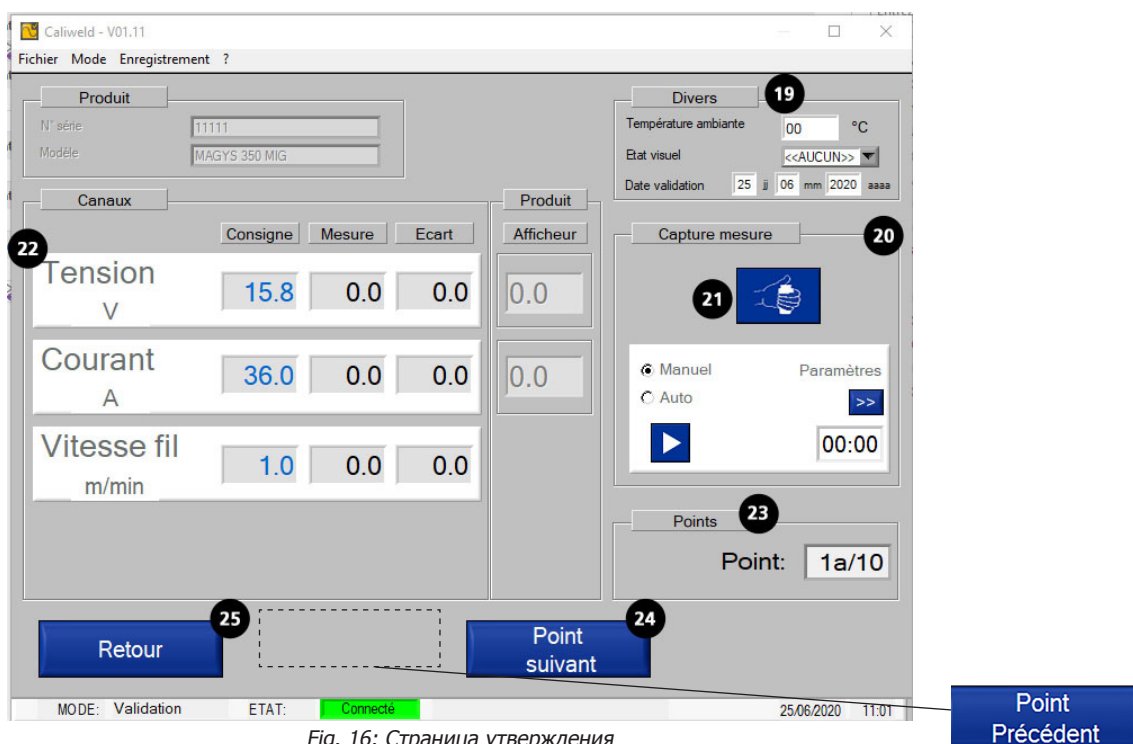 Caliweld - V01.11
Fichier Mode Enregistrement ?
Produit
N° série 11111
Modèle MAGYS 350 MIG
Divers 19
Température ambiante 00 °C
Etat visuel <<AUCUN>>
Date validation 25 jj 06 mm 2020 aaaa
Canaux
22
Consigne Mesure Ecart
Tension
V
15.8 0.0 0.0
Courant
A
36.0 0.0 0.0
Vitesse fil
m/min
1.0 0.0 0.0
Produit
Afficheur
0.0
0.0
Capture mesure 20
21
Manuel Paramètres
Auto >>
00:00
Points 23
Point: 1a/10
Retour 25
Point
suivant
24
MODE: Validation ETAT: Connecté 25/06/2020 11:01
Point
Précédent
Fig. 16: Страница утверждения